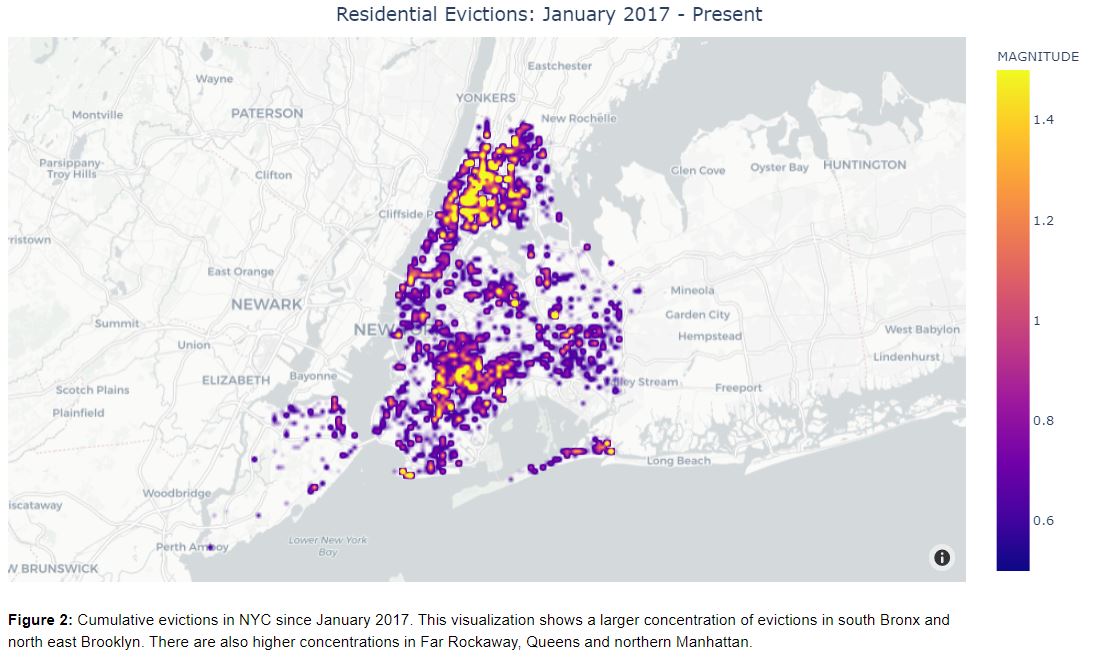 Residential Evictions: January 2017 - Present
MAGNITUDE
Eastchester
Wayne
YONKERS
PATERSON
Montville
New Rochelle
1.4
Parsippany-
Troy Hills
Glen Cove
Oyster Bay
HUNTINGTON
Clifton
Cliffside P
1.2
rristown
East Orange
Mineola
NEWARK
Garden City
1
Summit
NEW
West Babylon
Hempstead
Union
Lindenhurst
ELIZABETH
Bayonne
lley Stream
Freeport
Scotch Plains
Plainfield
0.8
Long Beach
Woodbridge
iscataway
0.6
Lower New York
Bay
Perth Amboy
W BRUNSWICK
Figure 2: Cumulative evictions in NYC since January 2017. This visualization shows a larger concentration of evictions in south Bronx and
north east Brooklyn. There are also higher concentrations in Far Rockaway, Queens and northern Manhattan.